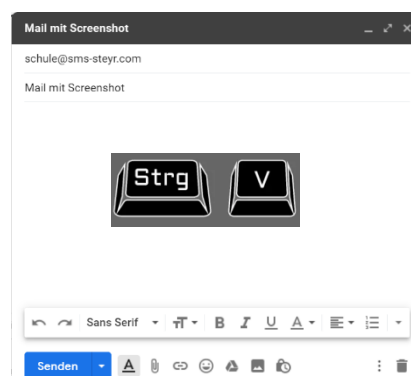 Mail mit Screenshot
schule@sms-steyr.com
Mail mit Screenshot
Strg V
Sans Serif
Senden